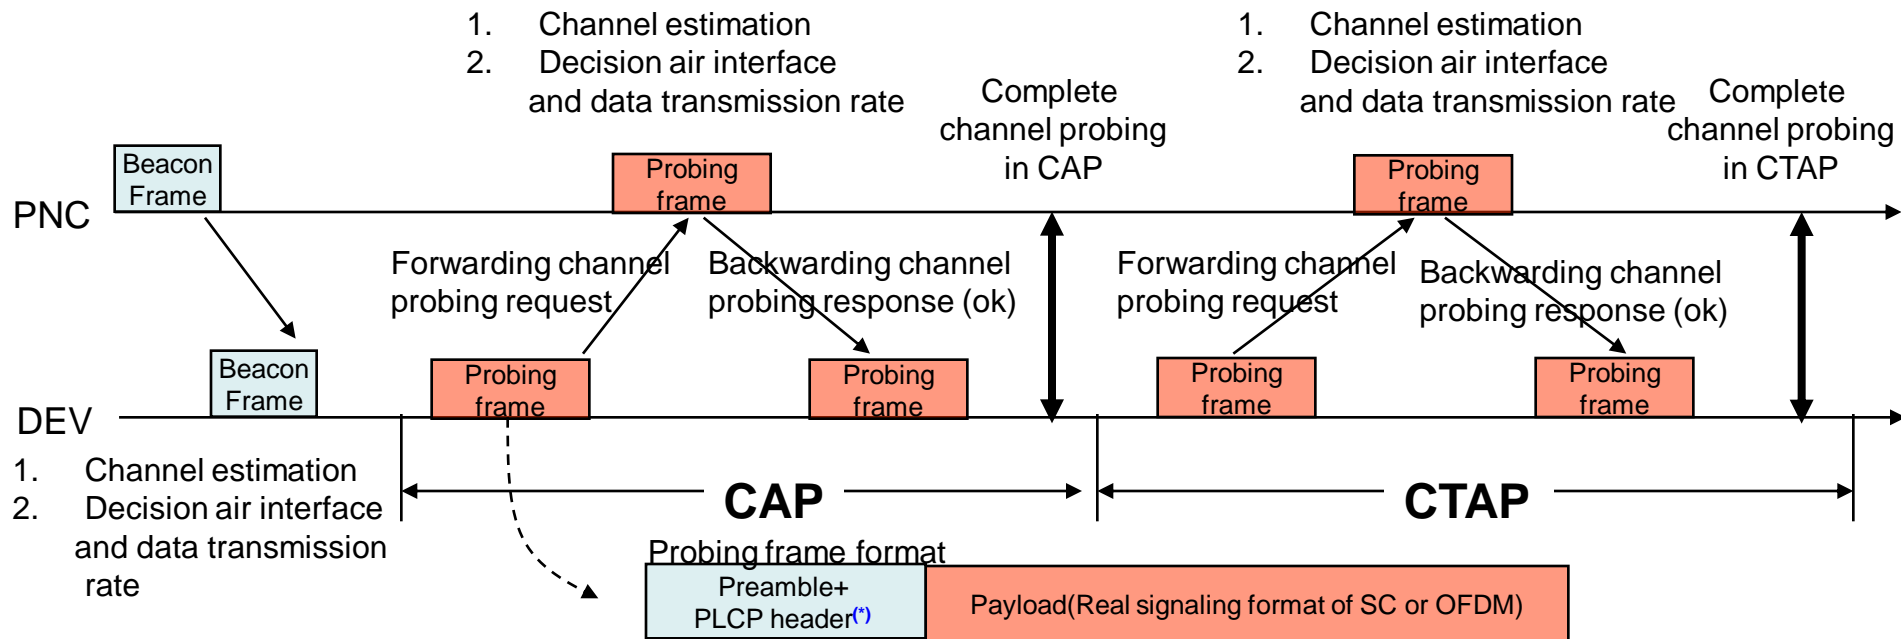 1. Channel estimation
2. Decision air interface
and data transmission rate
Complete
channel probing
in CAP
1. Channel estimation
2. Decision air interface
and data transmission rate
Complete
channel probing
in CTAP
Beacon
Frame
Probing
frame
Probing
frame
PNC
Forwarding channel
probing request
Backwarding channel
probing response (ok)
Forwarding channel
probing request
Backwarding channel
probing response (ok)
Beacon
Frame
Probing
frame
Probing
frame
Probing
frame
Probing
frame
DEV
1. Channel estimation
2. Decision air interface
and data transmission
rate
CAP
CTAP
Probing frame format
Preamble+
PLCP header(*)
Payload(Real signaling format of SC or OFDM)